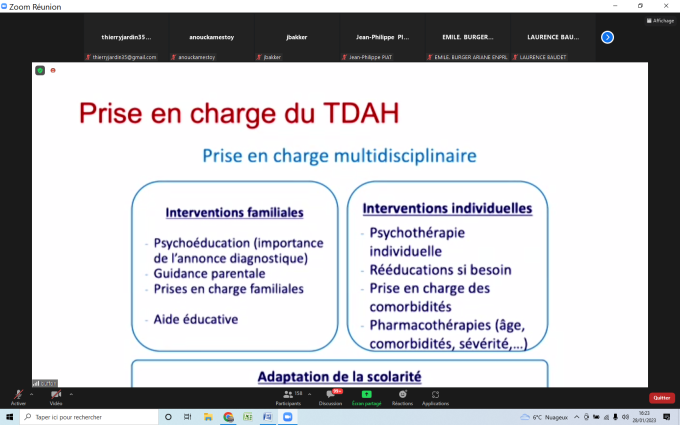 Zoom Réunion
Affichage
thierryjardin35...
anouckamestoy
jbakker
Jean-Philippe PI...
EMILE. BURGER...
LAURENCE BAU...
thierryjardin35@gmail.com
anouckamestoy
jbakker
Jean-Philippe PIAT
EMILE. BURGER ARIANE ENPRL
LAURENCE BAUDET
Prise en charge du TDAH
Prise en charge multidisciplinaire
Interventions familiales
- Psychoéducation (importance
de l'annonce diagnostique)
- Guidance parentale
- Prises en charge familiales
- Aide éducative
Interventions individuelles
- Psychothérapie
individuelle
- Rééducations si besoin
- Prise en charge des
comorbidités
- Pharmacothérapies (âge,
comorbidités, sévérité,...)
Adaptation de la scolarité
Activer
Vidéo
158
Participants
99+
Discussion
Écran partagé
Réactions
Applications
Quitter
Taper ici pour rechercher
6°C Nuageux
16:23
28/01/2023